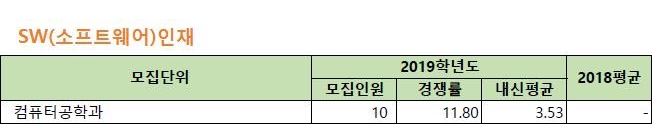 SW(소프트웨어)인재
모집단위 2019학년도 2018평균
모집인원 경쟁률 내신평균
컴퓨터공학과 10 11.80 3.53 -